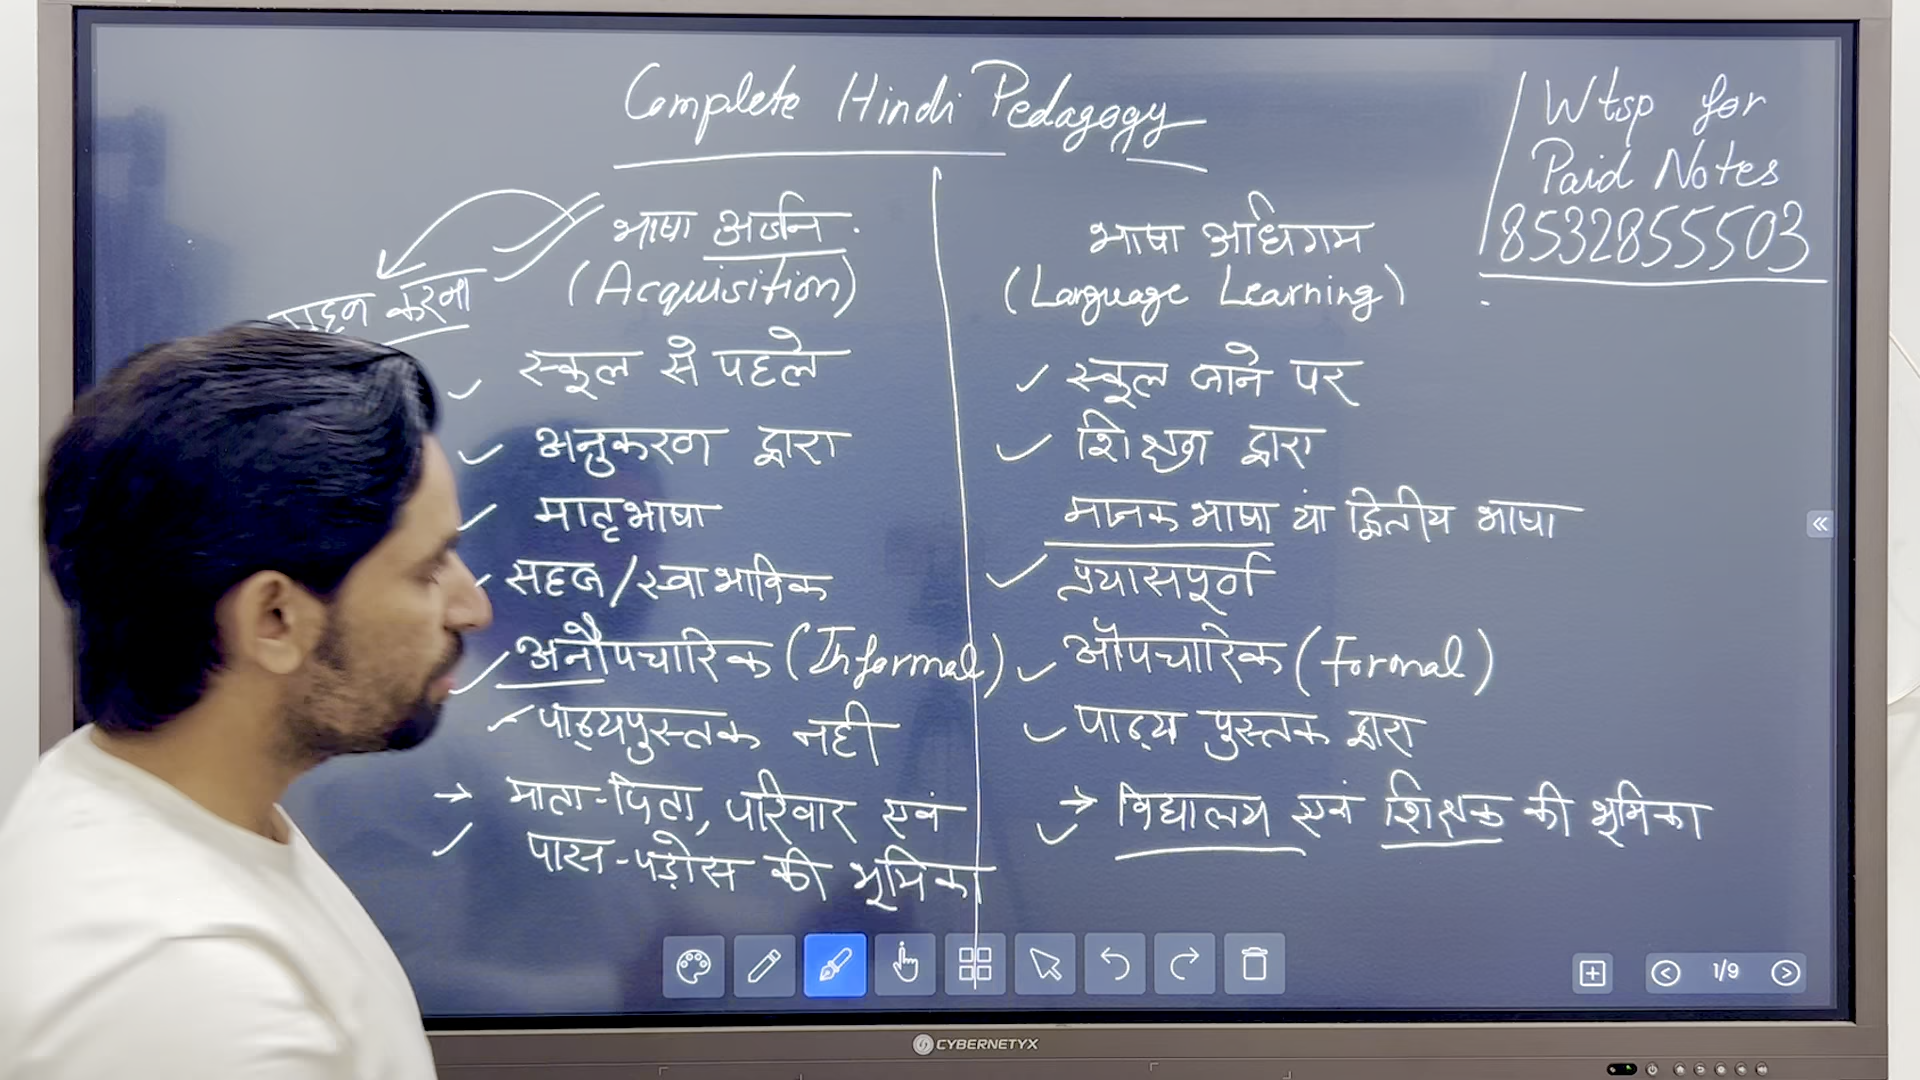 Complete Hindi Pedagogy
Wtsp for
Paid Notes
8532855503
भाषा अर्जन
(Acquisition)
करना
स्कूल से पहले
अनुकरण द्वारा
मातृभाषा
सहज/स्वाभाविक
अनौपचारिक (Informal)
पाठ्यपुस्तक नही
→ माता-पिता, परिवार एवं
पास-पड़ोस की भूमिका
भाषा अधिगम
(Language Learning)
स्कूल जाने पर
शिक्षण द्वारा
मानक भाषा या द्वितीय भाषा
प्रयासपूर्ण
औपचारिक (Formal)
पाठ्य पुस्तक द्वारा
→ विद्यालय एवं शिक्षक की भूमिका
1/9
CYBERNETYX